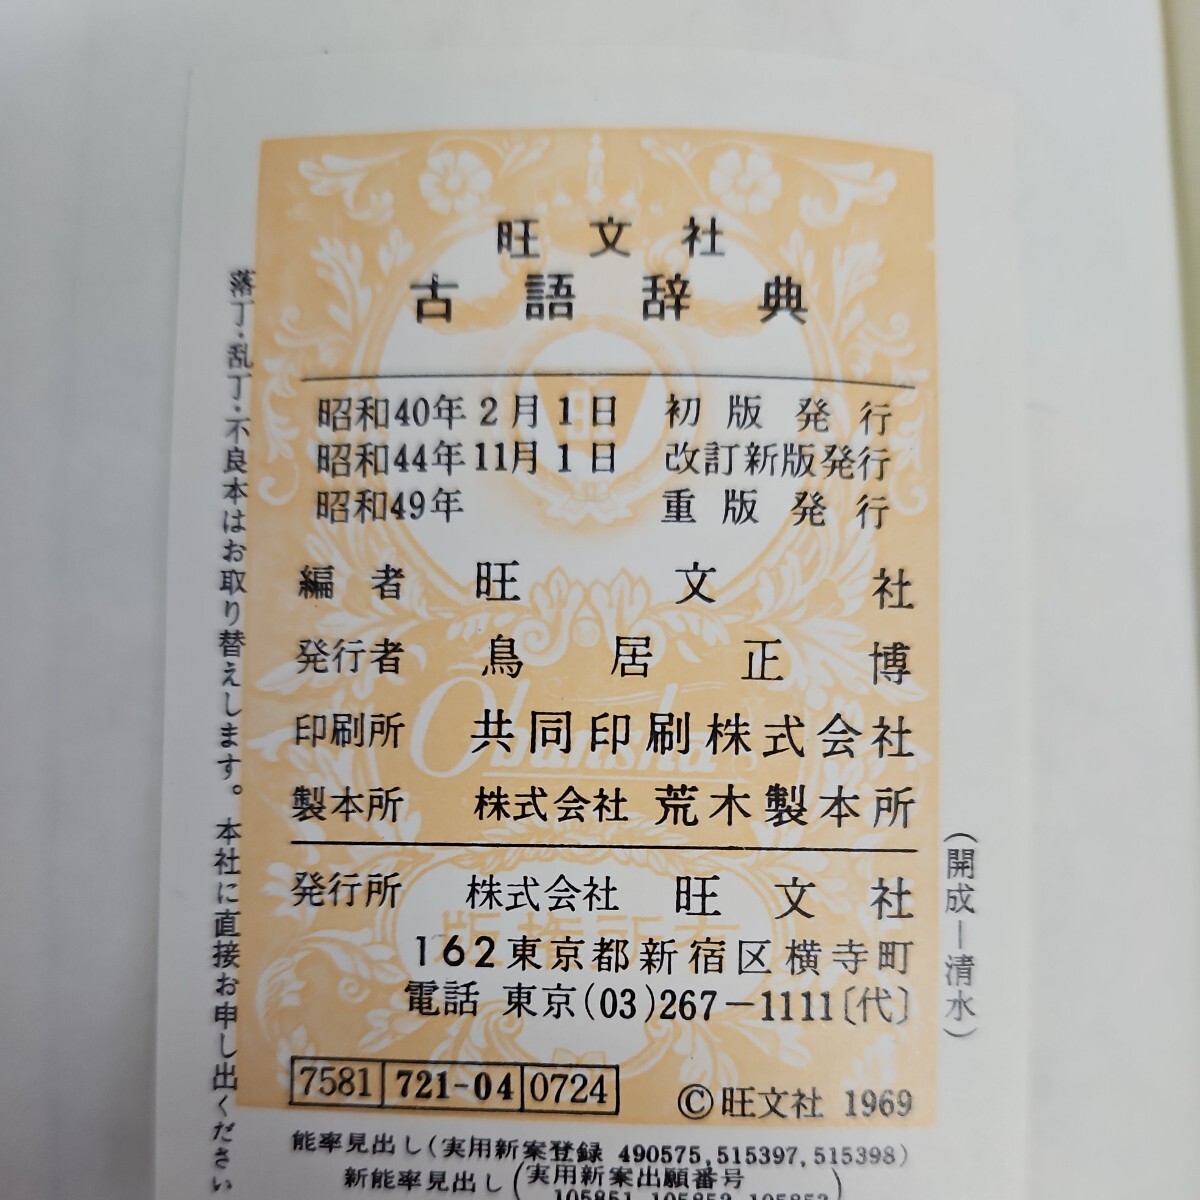 旺文社
古語辞典
昭和40年2月1日 初版発行
昭和44年11月1日 改訂新版発行
昭和49年 重版発行
編者 旺文社
発行者 鳥居正博
印刷所 共同印刷株式会社
製本所 株式会社 荒木製本所
発行所 株式会社 旺文社
162東京都新宿区横寺町
電話 東京(03)267-1111〔代〕
7581 721-04 0724
©旺文社 1969
能率見出し(実用新案登録 490575, 515397, 515398)
新能率見出し(実用新案出願番号
105851, 105852, 105853)
落丁・乱丁・不良本はお取り替えします。本社に直接お申し出ください
(開成―清水)
Obunsha
版権所有